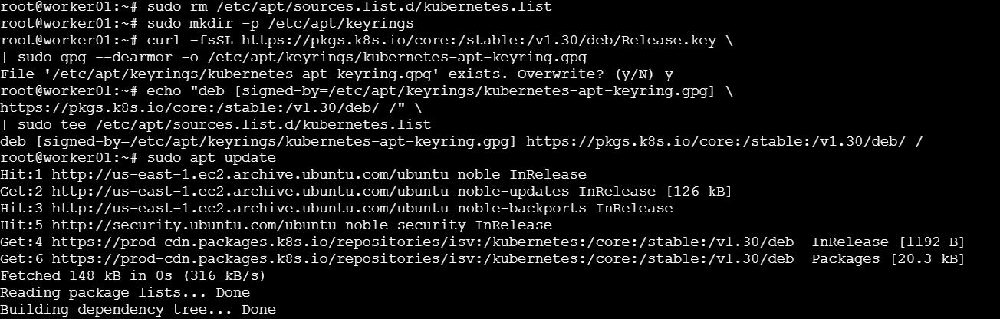 root@worker01:~# sudo rm /etc/apt/sources.list.d/kubernetes.list
root@worker01:~# sudo mkdir -p /etc/apt/keyrings
root@worker01:~# curl -fsSL https://pkgs.k8s.io/core:/stable:/v1.30/deb/Release.key \
| sudo gpg --dearmor -o /etc/apt/keyrings/kubernetes-apt-keyring.gpg
File '/etc/apt/keyrings/kubernetes-apt-keyring.gpg' exists. Overwrite? (y/N) y
root@worker01:~# echo "deb [signed-by=/etc/apt/keyrings/kubernetes-apt-keyring.gpg] \
https://pkgs.k8s.io/core:/stable:/v1.30/deb/ /" \
| sudo tee /etc/apt/sources.list.d/kubernetes.list
deb [signed-by=/etc/apt/keyrings/kubernetes-apt-keyring.gpg] https://pkgs.k8s.io/core:/stable:/v1.30/deb/ /
root@worker01:~# sudo apt update
Hit:1 http://us-east-1.ec2.archive.ubuntu.com/ubuntu noble InRelease
Get:2 http://us-east-1.ec2.archive.ubuntu.com/ubuntu noble-updates InRelease [126 kB]
Hit:3 http://us-east-1.ec2.archive.ubuntu.com/ubuntu noble-backports InRelease
Hit:5 http://security.ubuntu.com/ubuntu noble-security InRelease
Get:4 https://prod-cdn.packages.k8s.io/repositories/isv:/kubernetes:/core:/stable:/v1.30/deb  InRelease [1192 B]
Get:6 https://prod-cdn.packages.k8s.io/repositories/isv:/kubernetes:/core:/stable:/v1.30/deb  Packages [20.3 kB]
Fetched 148 kB in 0s (316 kB/s)
Reading package lists... Done
Building dependency tree... Done